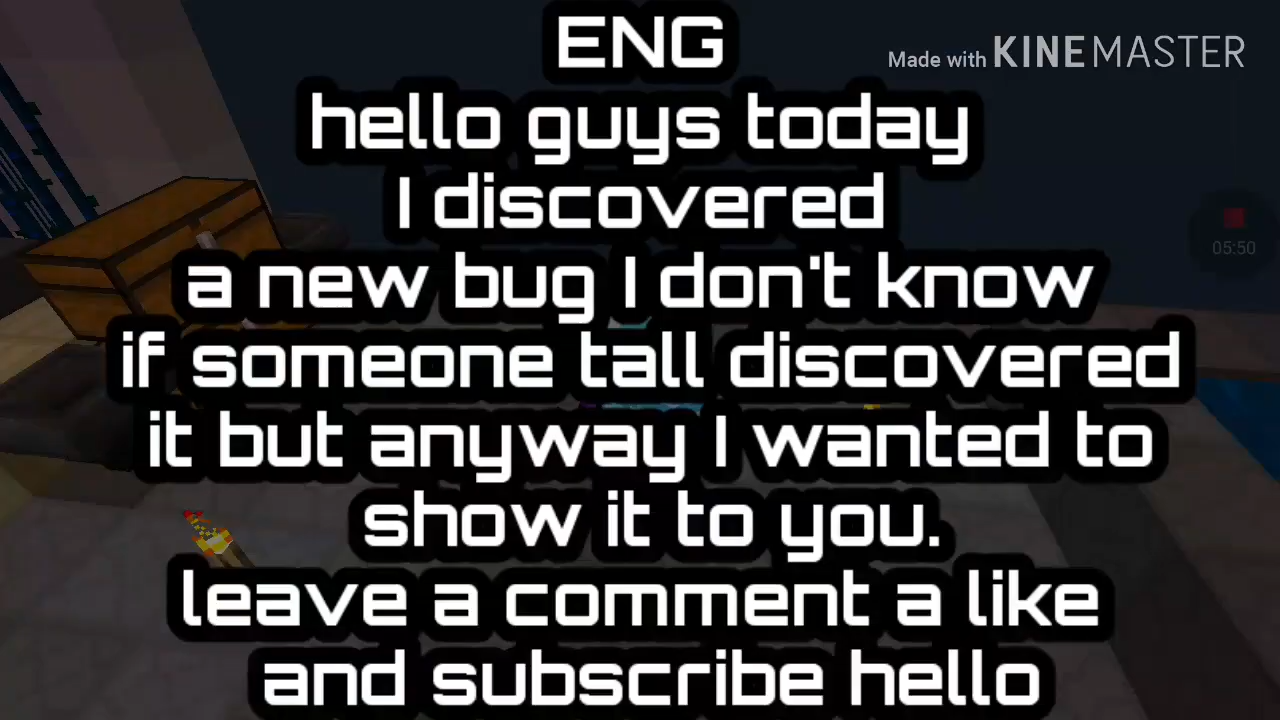 ENG
Made with KINEMASTER
hello guys today
I discovered
a new bug I don't know
if someone tall discovered
it but anyway I wanted to
show it to you.
leave a comment a like
and subscribe hello
05:50